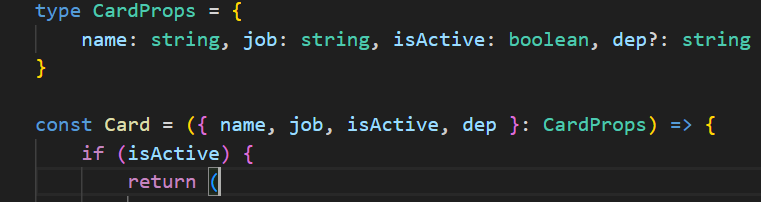 type CardProps = {
    name: string, job: string, isActive: boolean, dep?: string
}
const Card = ({ name, job, isActive, dep }: CardProps) => {
    if (isActive) {
        return (